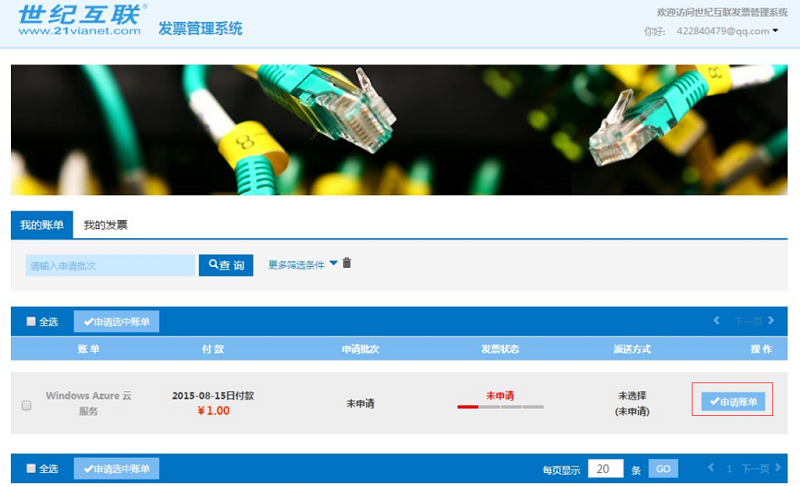 世纪互联®
www.21vianet.com
发票管理系统
欢迎访问世纪互联发票管理系统
你好: 422840479@qq.com
8
8
我的账单 我的发票
请输入申请批次 查 询 更多筛选条件
全选 申请选中账单 下一页
账 单 付 款 申请批次 发票状态 派送方式 操 作
Windows Azure 云
服务
2015-08-15日付款
¥1.00
未申请
未申请
未选择
(未申请)
申请账单
全选 申请选中账单 每页显示 20 条 GO 1 下一页